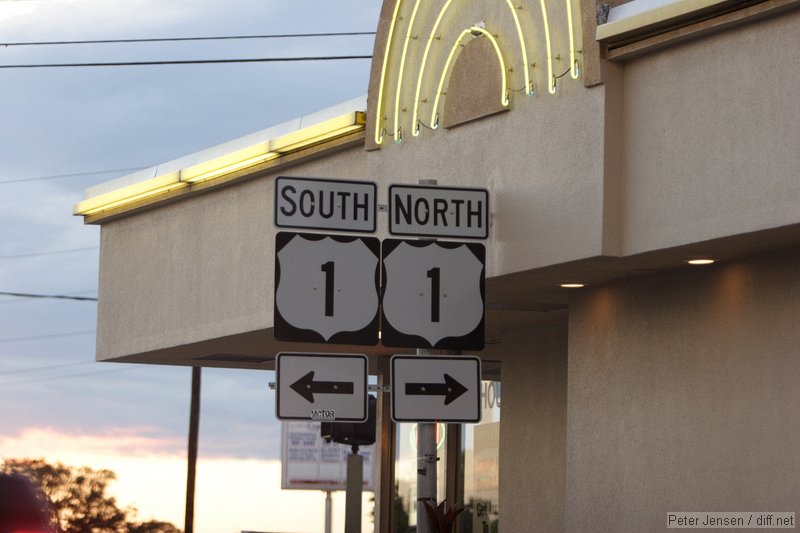 SOUTH
NORTH
1
1
VICTOR
Peter Jensen / diff.net